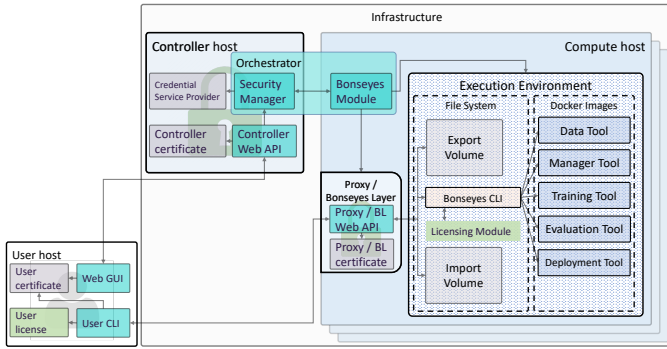 Infrastructure
Controller host
Compute host
Orchestrator
Execution Environment
Credential
Service Provider
Security
Manager
Bonseyes
Module
File System
Docker Images
Controller
certificate
Controller
Web API
Export
Volume
Data Tool
Manager Tool
Proxy /
Bonseyes Layer
Bonseyes CLI
Training Tool
Proxy / BL
Web API
Licensing Module
Evaluation Tool
Proxy / BL
certificate
Import
Volume
Deployment Tool
User host
User
certificate
Web GUI
User
license
User CLI